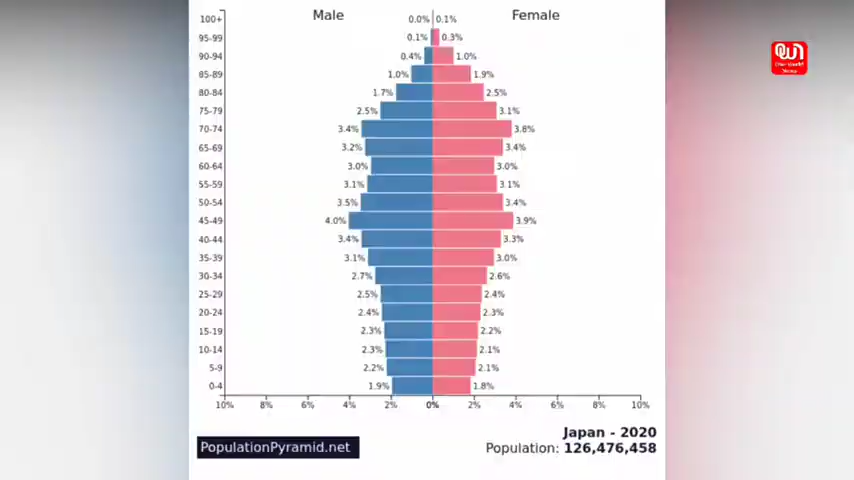 Male Female
100+ 0.0% 0.1%
95-99 0.1% 0.3%
90-94 0.4% 1.0%
85-89 1.0% 1.9%
80-84 1.7% 2.5%
75-79 2.5% 3.1%
70-74 3.4% 3.8%
65-69 3.2% 3.4%
60-64 3.0% 3.0%
55-59 3.1% 3.1%
50-54 3.5% 3.4%
45-49 4.0% 3.9%
40-44 3.4% 3.3%
35-39 3.1% 3.0%
30-34 2.7% 2.6%
25-29 2.5% 2.4%
20-24 2.4% 2.3%
15-19 2.3% 2.2%
10-14 2.3% 2.1%
5-9 2.2% 2.1%
0-4 1.9% 1.8%
10% 8% 6% 4% 2% 0% 2% 4% 6% 8% 10%
PopulationPyramid.net
Japan - 2020
Population: 126,476,458
One World
News